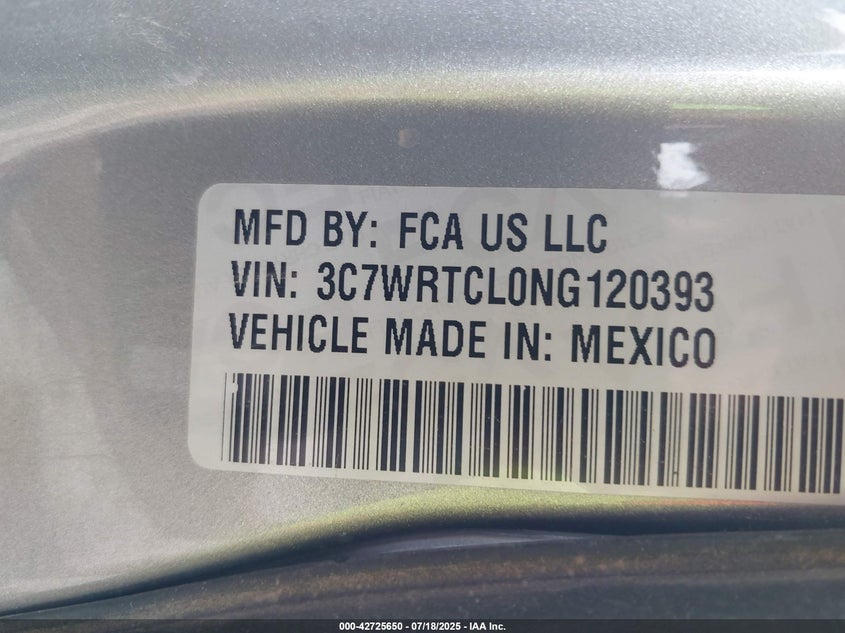 MFD BY: FCA US LLC
VIN: 3C7WRTCL0NG120393
VEHICLE MADE IN: MEXICO
000-42725650 - 07/18/2025 - IAA Inc.